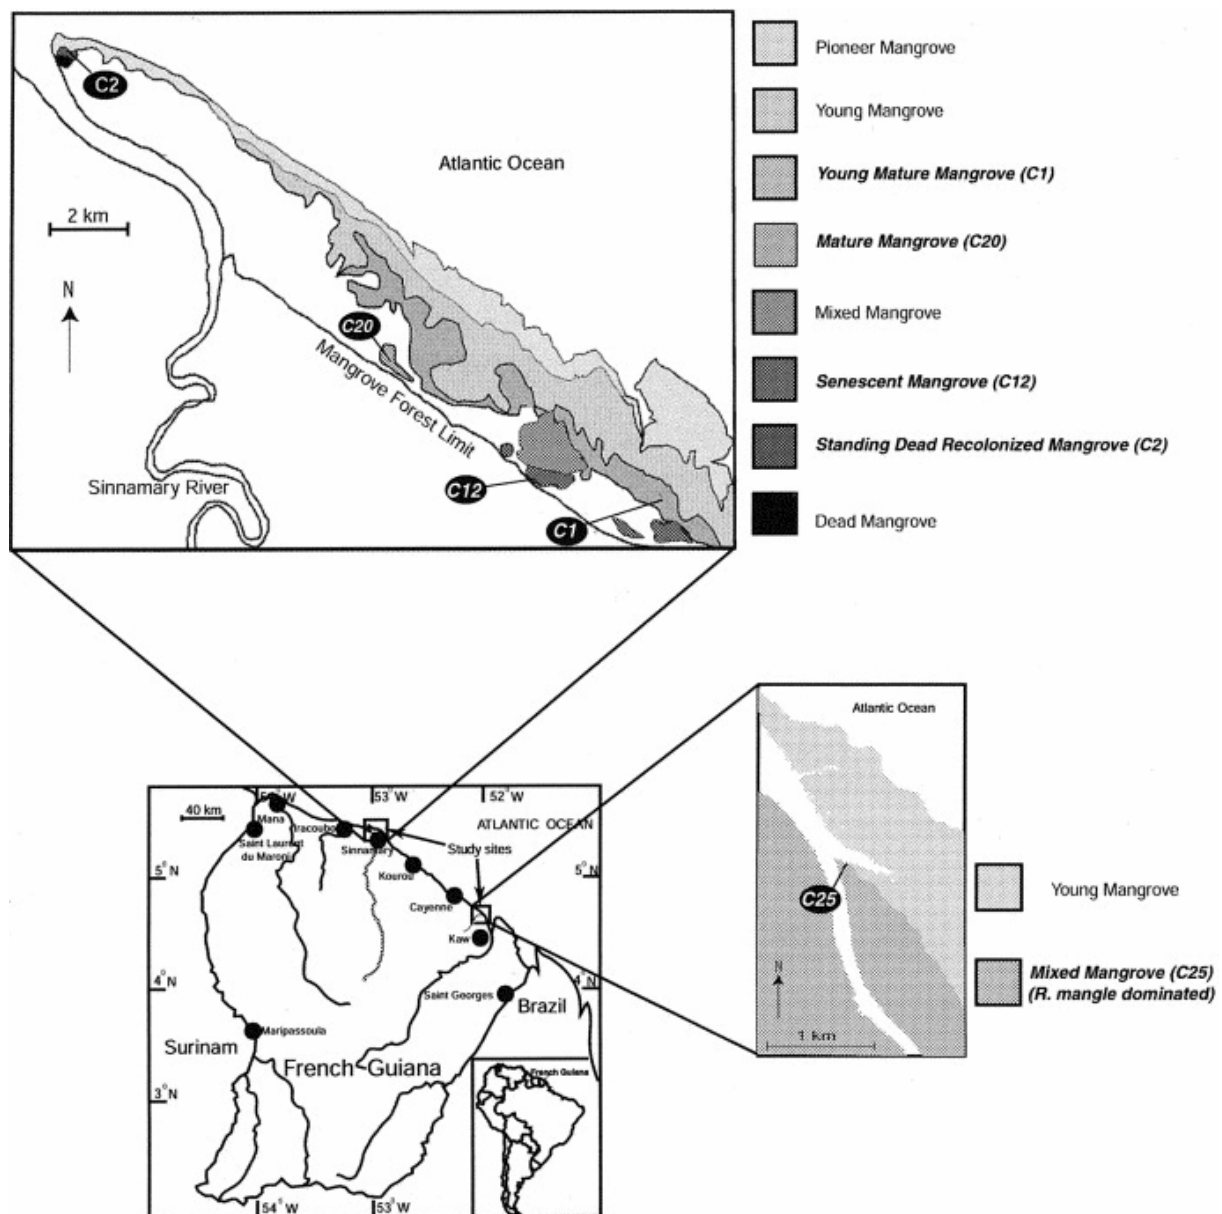 C2
Atlantic Ocean
2 km
N
C20
Mangrove Forest Limit
Sinnamary River
C12
C1
Pioneer Mangrove
Young Mangrove
Young Mature Mangrove (C1)
Mature Mangrove (C20)
Mixed Mangrove
Senescent Mangrove (C12)
Standing Dead Recolonized Mangrove (C2)
Dead Mangrove
Atlantic Ocean
C25
N
1 km
Young Mangrove
Mixed Mangrove (C25)
(R. mangle dominated)
53°W
52°W
40 km
Mana
ATLANTIC OCEAN
Saint Laurent
du Maroni
Iracoubo
Sinnamary
Study sites
5°N
5°N
Kourou
Cayenne
Kaw
4°N
4°N
Saint Georges
Brazil
Maripassoula
Surinam
French Guiana
French Guiana
3°N
54°W
53°W